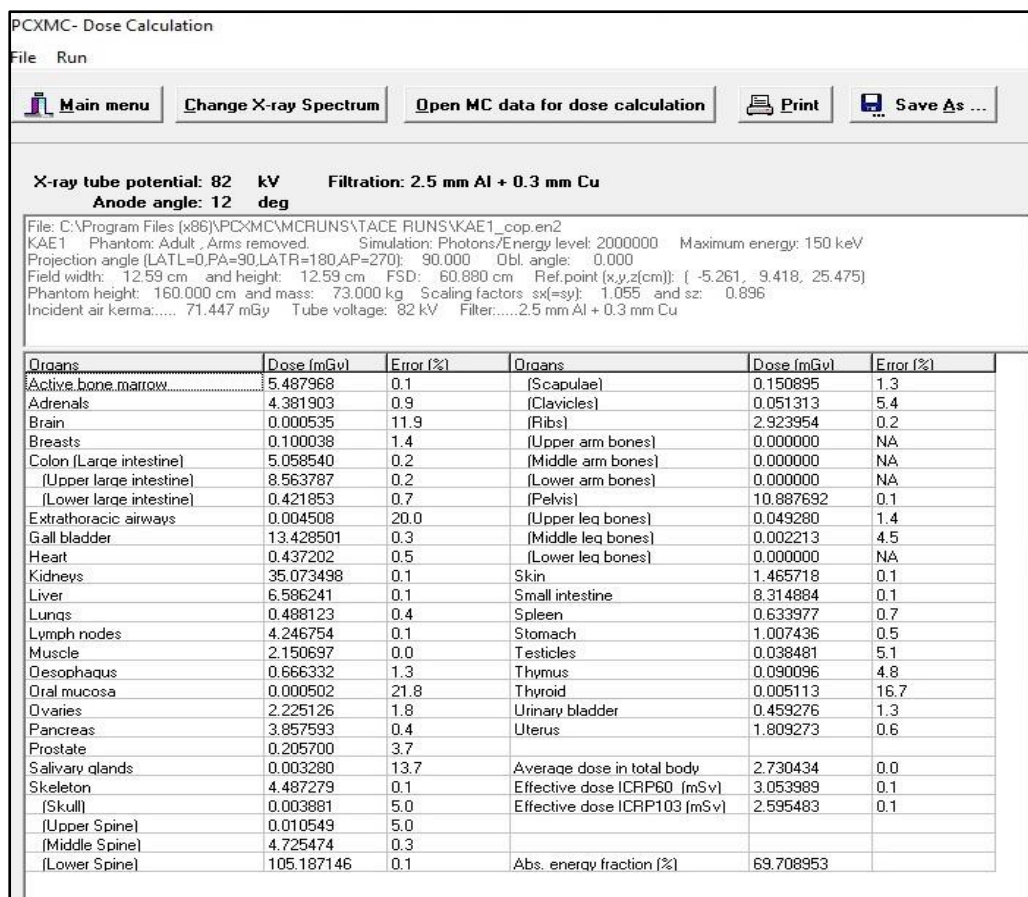 PCXMC- Dose Calculation
File Run
Main menu Change X-ray Spectrum Open MC data for dose calculation Print Save As ...
X-ray tube potential: 82 kV Filtration: 2.5 mm Al + 0.3 mm Cu
Anode angle: 12 deg
File: C:\Program Files (x86)\PCXMC\MCRUNS\TACE RUNS\KAE1_cop.en2
KAE1 Phantom: Adult , Arms removed. Simulation: Photons/Energy level: 2000000 Maximum energy: 150 keV
Projection angle (LATL=0,PA=90,LATR=180,AP=270): 90.000 Obl. angle: 0.000
Field width: 12.59 cm and height: 12.59 cm FSD: 60.880 cm Ref.point (x,y,z(cm)): ( -5.261, 9.418, 25.475)
Phantom height: 160.000 cm and mass: 73.000 kg Scaling factors sx(=sy): 1.055 and sz: 0.896
Incident air kerma:..... 71.447 mGy Tube voltage: 82 kV Filter:.....2.5 mm Al + 0.3 mm Cu
Organs Dose (mGy) Error (%) Organs Dose (mGy) Error (%)
Active bone marrow 5.487968 0.1 (Scapulae) 0.150895 1.3
Adrenals 4.381903 0.9 (Clavicles) 0.051313 5.4
Brain 0.000535 11.9 (Ribs) 2.923954 0.2
Breasts 0.100038 1.4 (Upper arm bones) 0.000000 NA
Colon (Large intestine) 5.058540 0.2 (Middle arm bones) 0.000000 NA
(Upper large intestine) 8.563787 0.2 (Lower arm bones) 0.000000 NA
(Lower large intestine) 0.421853 0.7 (Pelvis) 10.887692 0.1
Extrathoracic airways 0.004508 20.0 (Upper leg bones) 0.049280 1.4
Gall bladder 13.428501 0.3 (Middle leg bones) 0.002213 4.5
Heart 0.437202 0.5 (Lower leg bones) 0.000000 NA
Kidneys 35.073498 0.1 Skin 1.465718 0.1
Liver 6.586241 0.1 Small intestine 8.314884 0.1
Lungs 0.488123 0.4 Spleen 0.633977 0.7
Lymph nodes 4.246754 0.1 Stomach 1.007436 0.5
Muscle 2.150697 0.0 Testicles 0.038481 5.1
Oesophagus 0.666332 1.3 Thymus 0.090096 4.8
Oral mucosa 0.000502 21.8 Thyroid 0.005113 16.7
Ovaries 2.225126 1.8 Urinary bladder 0.459276 1.3
Pancreas 3.857593 0.4 Uterus 1.809273 0.6
Prostate 0.205700 3.7
Salivary glands 0.003280 13.7 Average dose in total body 2.730434 0.0
Skeleton 4.487279 0.1 Effective dose ICRP60 (mSv) 3.053989 0.1
(Skull) 0.003881 5.0 Effective dose ICRP103 (mSv) 2.595483 0.1
(Upper Spine) 0.010549 5.0
(Middle Spine) 4.725474 0.3
(Lower Spine) 105.187146 0.1 Abs. energy fraction (%) 69.708953